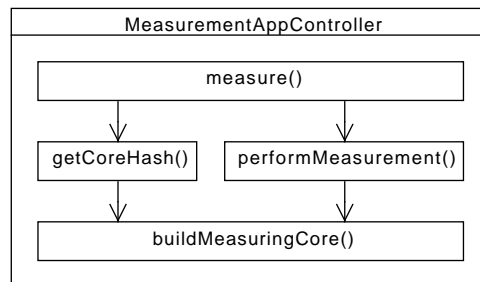 MeasurementAppController
measure()
getCoreHash()
performMeasurement()
buildMeasuringCore()